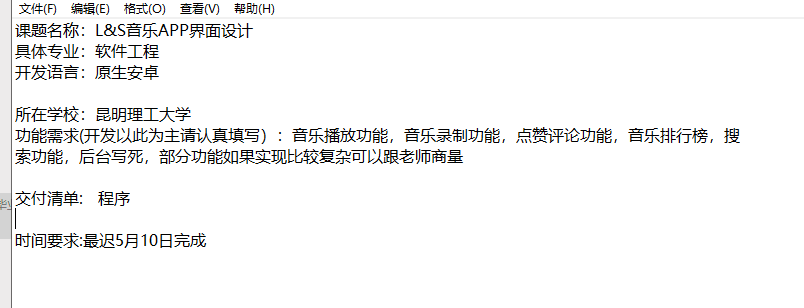 文件(F) 编辑(E) 格式(O) 查看(V) 帮助(H)
课题名称：L&S音乐APP界面设计
具体专业：软件工程
开发语言：原生安卓
所在学校：昆明理工大学
功能需求(开发以此为主请认真填写）：音乐播放功能，音乐录制功能，点赞评论功能，音乐排行榜，搜
索功能，后台写死，部分功能如果实现比较复杂可以跟老师商量
交付清单： 程序
时间要求:最迟5月10日完成